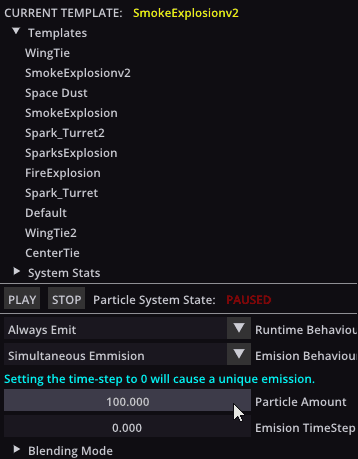 CURRENT TEMPLATE: SmokeExplosionv2
Templates
WingTie
SmokeExplosionv2
Space Dust
SmokeExplosion
Spark_Turret2
SparksExplosion
FireExplosion
Spark_Turret
Default
WingTie2
CenterTie
System Stats
PLAY STOP Particle System State: PAUSED
Always Emit Runtime Behaviou
Simultaneous Emmision Emision Behaviou
Setting the time-step to 0 will cause a unique emission.
100.000 Particle Amount
0.000 Emision TimeStep
Blending Mode